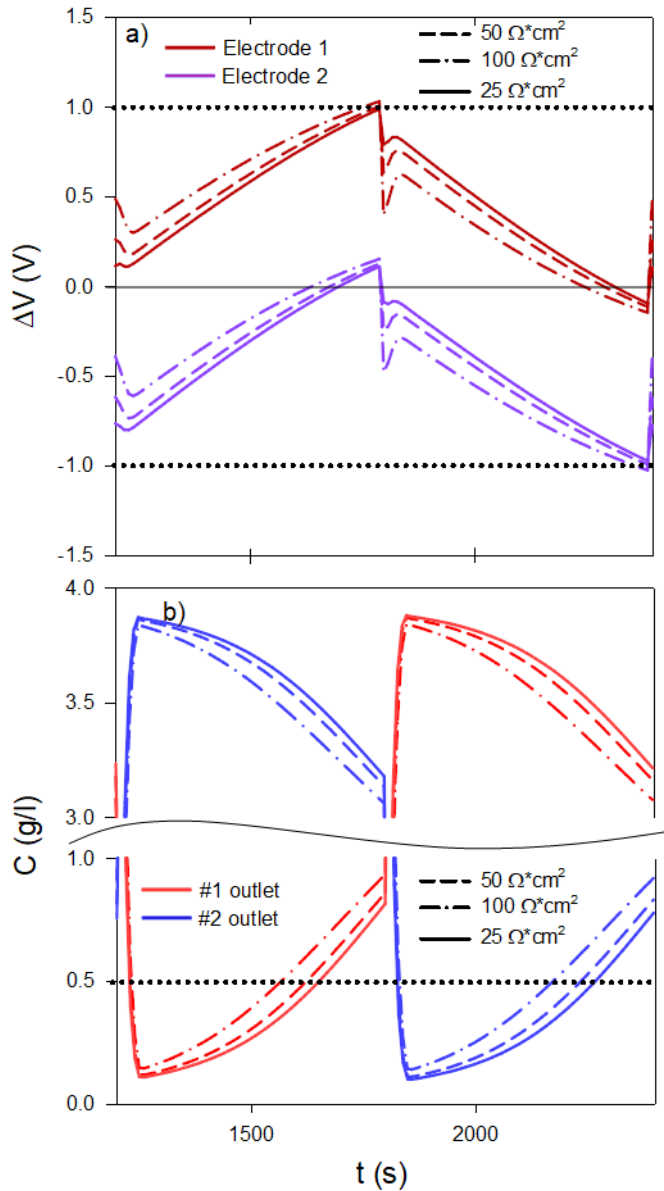 a)
Electrode 1
Electrode 2
50 Ω*cm²
100 Ω*cm²
25 Ω*cm²
1.5
1.0
0.5
0.0
-0.5
-1.0
-1.5
ΔV (V)
1500
2000
b)
4.0
3.5
3.0
C (g/l)
1.0
0.5
0.0
#1 outlet
#2 outlet
50 Ω*cm²
100 Ω*cm²
25 Ω*cm²
1500
2000
t (s)